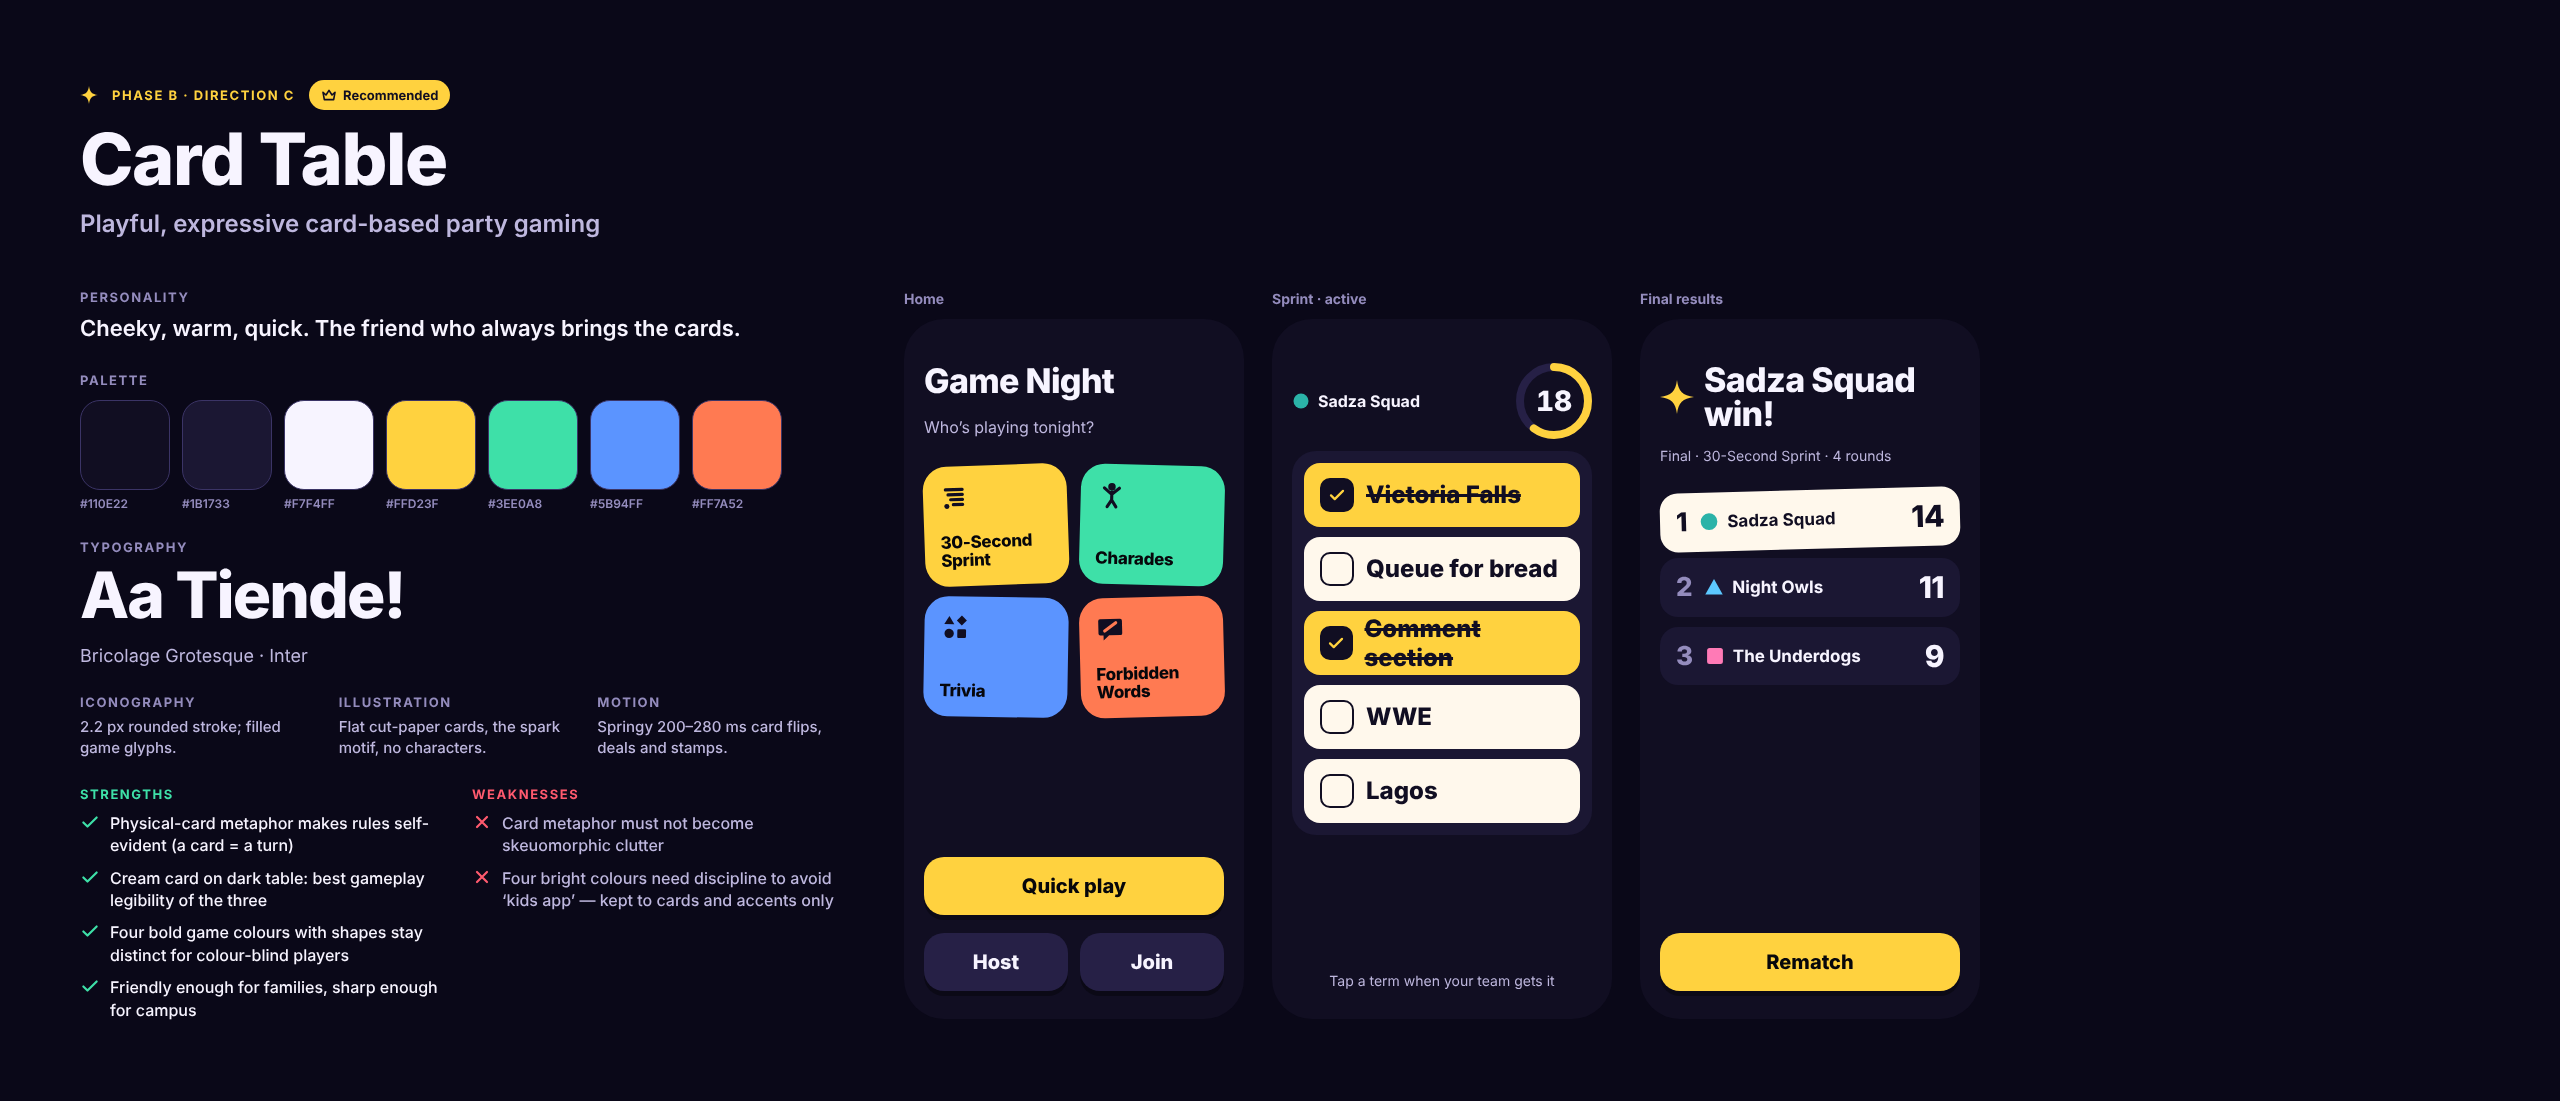 PHASE B · DIRECTION C
Recommended
Card Table
Playful, expressive card-based party gaming
PERSONALITY
Cheeky, warm, quick. The friend who always brings the cards.
PALETTE
#110E22
#1B1733
#F7F4FF
#FFD23F
#3EE0A8
#5B94FF
#FF7A52
TYPOGRAPHY
Aa Tiende!
Bricolage Grotesque · Inter
ICONOGRAPHY
2.2 px rounded stroke; filled
game glyphs.
ILLUSTRATION
Flat cut-paper cards, the spark
motif, no characters.
MOTION
Springy 200–280 ms card flips,
deals and stamps.
STRENGTHS
Physical-card metaphor makes rules self-
evident (a card = a turn)
Cream card on dark table: best gameplay
legibility of the three
Four bold game colours with shapes stay
distinct for colour-blind players
Friendly enough for families, sharp enough
for campus
WEAKNESSES
Card metaphor must not become
skeuomorphic clutter
Four bright colours need discipline to avoid
‘kids app’ — kept to cards and accents only
Home
Game Night
Who’s playing tonight?
30-Second
Sprint
Charades
Trivia
Forbidden
Words
Quick play
Host
Join
Sprint · active
Sadza Squad
18
Victoria Falls
Queue for bread
Comment
section
WWE
Lagos
Tap a term when your team gets it
Final results
Sadza Squad
win!
Final · 30-Second Sprint · 4 rounds
1 Sadza Squad 14
2 Night Owls 11
3 The Underdogs 9
Rematch